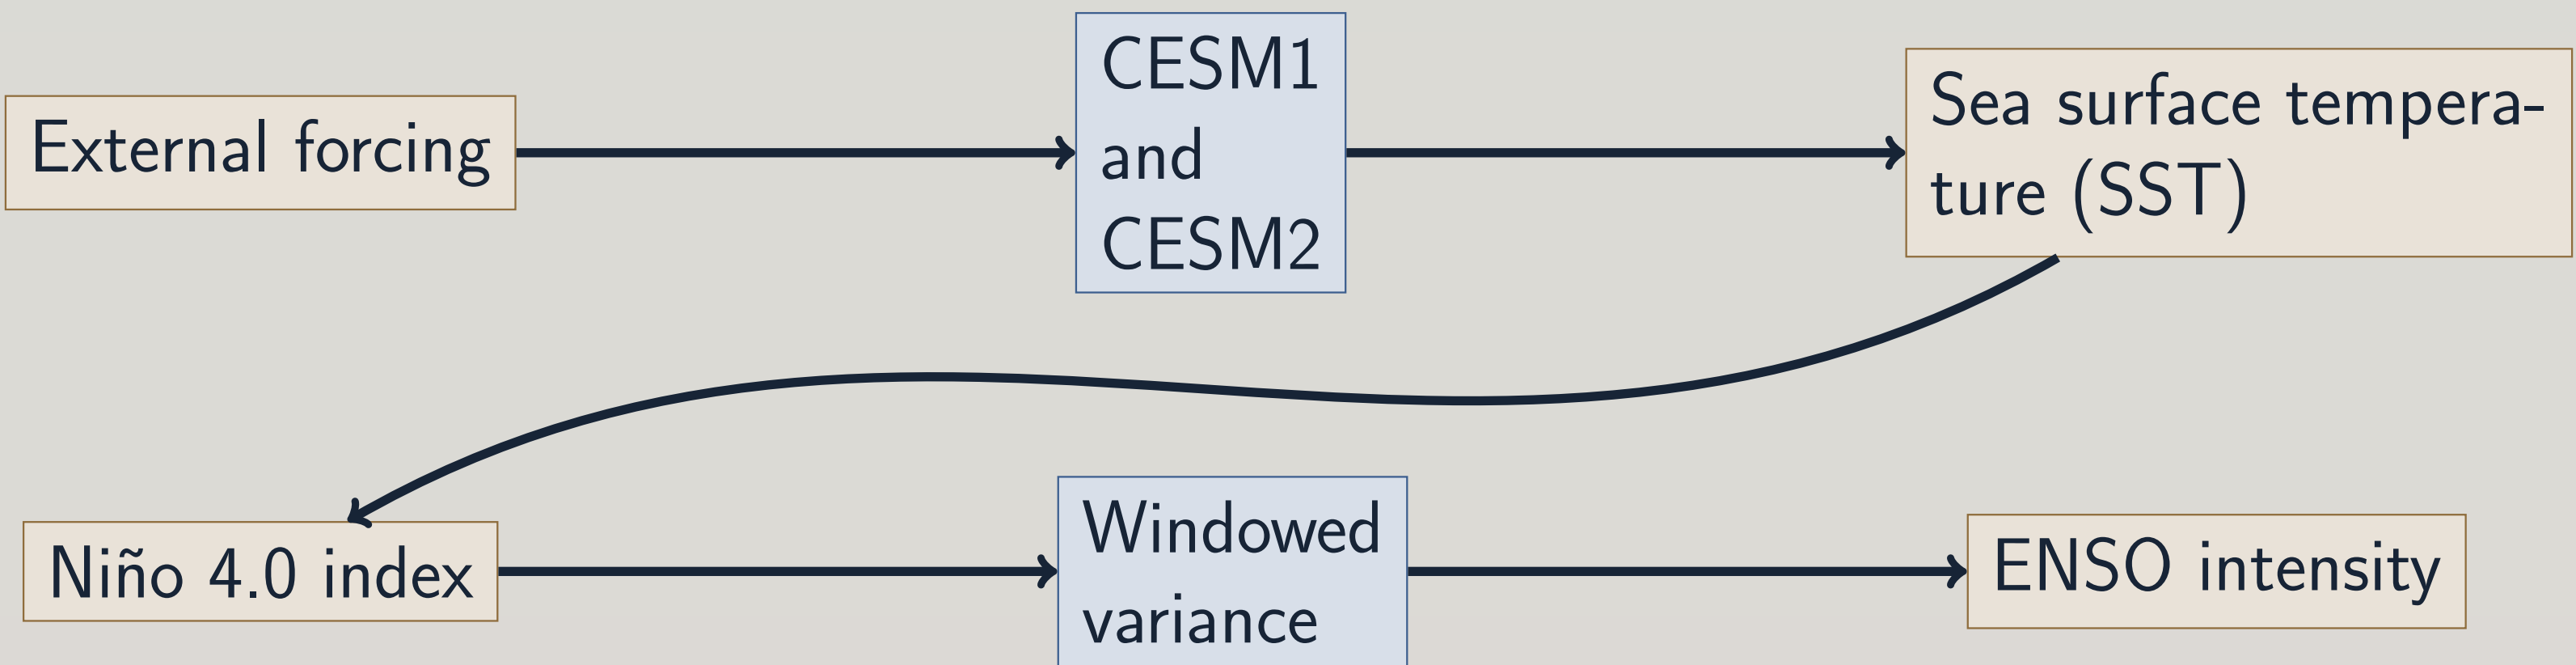 External forcing
CESM1
and
CESM2
Sea surface tempera-
ture (SST)
Niño 4.0 index
Windowed
variance
ENSO intensity